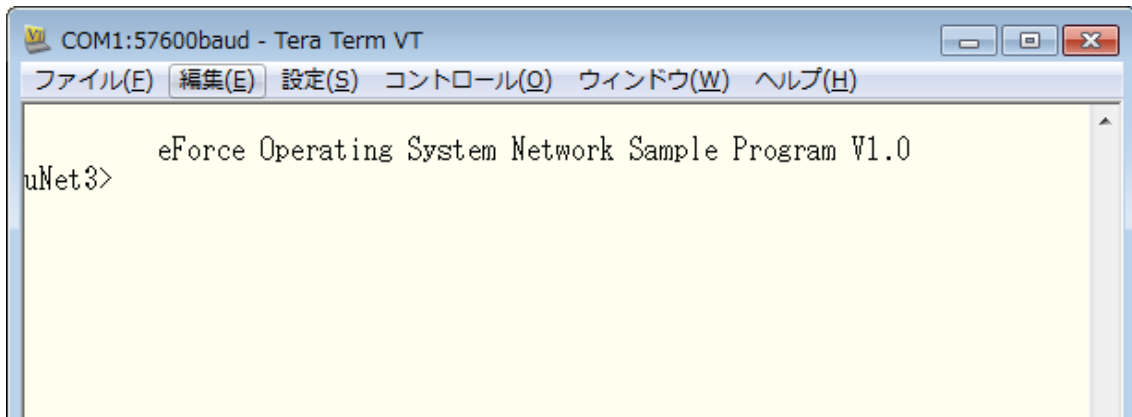 COM1:57600baud - Tera Term VT
ファイル(F) 編集(E) 設定(S) コントロール(O) ウィンドウ(W) ヘルプ(H)
eForce Operating System Network Sample Program V1.0
uNet3>